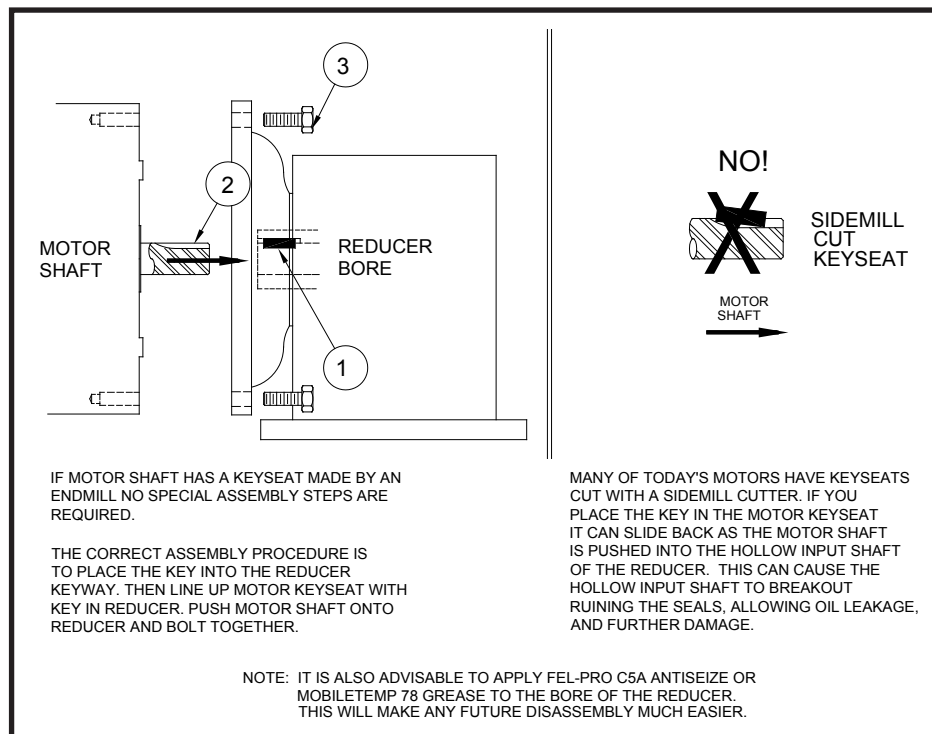 3
2
MOTOR
SHAFT
REDUCER
BORE
1
NO!
SIDEMILL
CUT
KEYSEAT
MOTOR
SHAFT
IF MOTOR SHAFT HAS A KEYSEAT MADE BY AN
ENDMILL NO SPECIAL ASSEMBLY STEPS ARE
REQUIRED.
THE CORRECT ASSEMBLY PROCEDURE IS
TO PLACE THE KEY INTO THE REDUCER
KEYWAY. THEN LINE UP MOTOR KEYSEAT WITH
KEY IN REDUCER. PUSH MOTOR SHAFT ONTO
REDUCER AND BOLT TOGETHER.
MANY OF TODAY'S MOTORS HAVE KEYSEATS
CUT WITH A SIDEMILL CUTTER. IF YOU
PLACE THE KEY IN THE MOTOR KEYSEAT
IT CAN SLIDE BACK AS THE MOTOR SHAFT
IS PUSHED INTO THE HOLLOW INPUT SHAFT
OF THE REDUCER. THIS CAN CAUSE THE
HOLLOW INPUT SHAFT TO BREAKOUT
RUINING THE SEALS, ALLOWING OIL LEAKAGE,
AND FURTHER DAMAGE.
NOTE: IT IS ALSO ADVISABLE TO APPLY FEL-PRO C5A ANTISEIZE OR
MOBILETEMP 78 GREASE TO THE BORE OF THE REDUCER.
THIS WILL MAKE ANY FUTURE DISASSEMBLY MUCH EASIER.